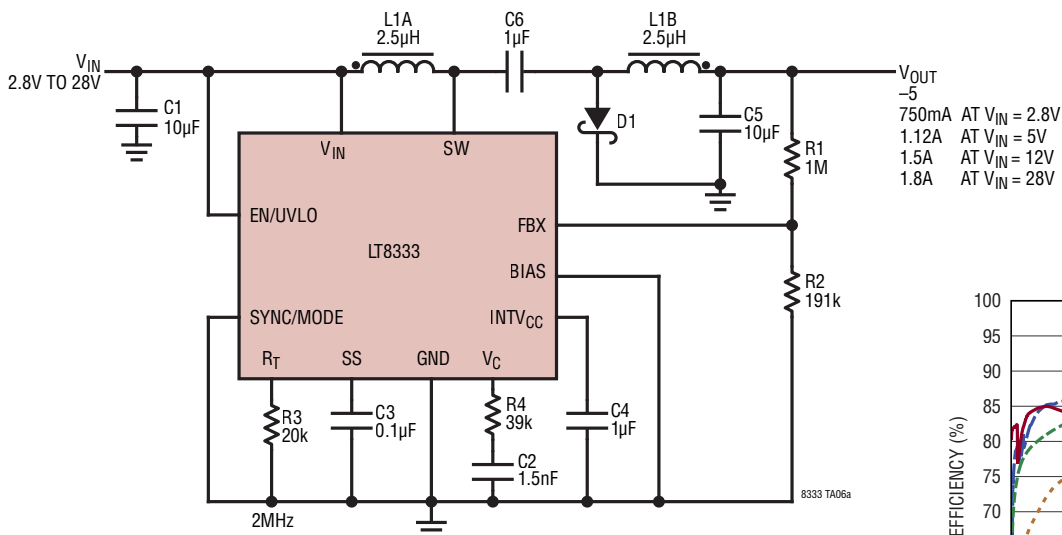 L1A
2.5µH
C6
1µF
L1B
2.5µH
VIN
2.8V TO 28V
VOUT
–5
750mA AT VIN = 2.8V
1.12A AT VIN = 5V
1.5A AT VIN = 12V
1.8A AT VIN = 28V
C1
10µF
D1
C5
10µF
R1
1M
VIN
SW
EN/UVLO
FBX
LT8333
BIAS
R2
191k
SYNC/MODE
INTVCC
RT
SS
GND
VC
R3
20k
C3
0.1µF
R4
39k
C4
1µF
C2
1.5nF
2MHz
8333 TA06a
100
95
90
85
80
75
70
EFFICIENCY (%)